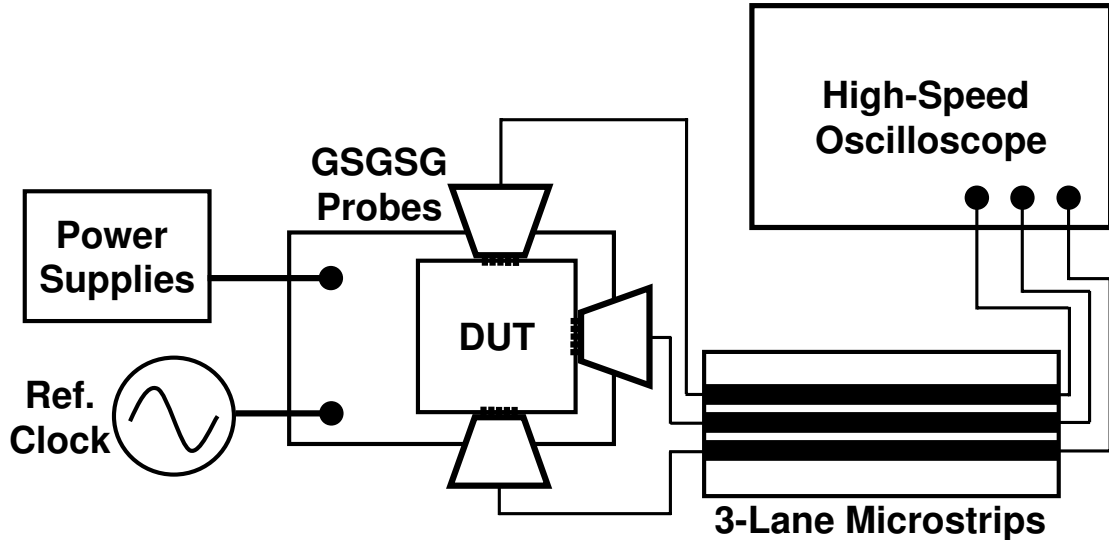 High-Speed
Oscilloscope
GSGSG
Probes
Power
Supplies
DUT
Ref.
Clock
3-Lane Microstrips